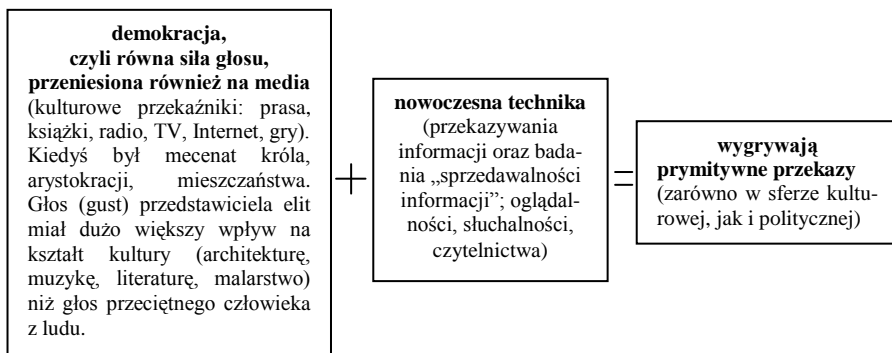 demokracja,
czyli równa siła głosu,
przeniesiona również na media
(kulturowe przekaźniki: prasa,
książki, radio, TV, Internet, gry).
Kiedyś był mecenat króla,
arystokracji, mieszczaństwa.
Głos (gust) przedstawiciela elit
miał dużo większy wpływ na
kształt kultury (architekturę,
muzykę, literaturę, malarstwo)
niż głos przeciętnego człowieka
z ludu.
+
nowoczesna technika
(przekazywania
informacji oraz bada-
nia „sprzedawalności
informacji”; oglądal-
ności, słuchalności,
czytelnictwa)
=
wygrywają
prymitywne przekazy
(zarówno w sferze kultu-
rowej, jak i politycznej)